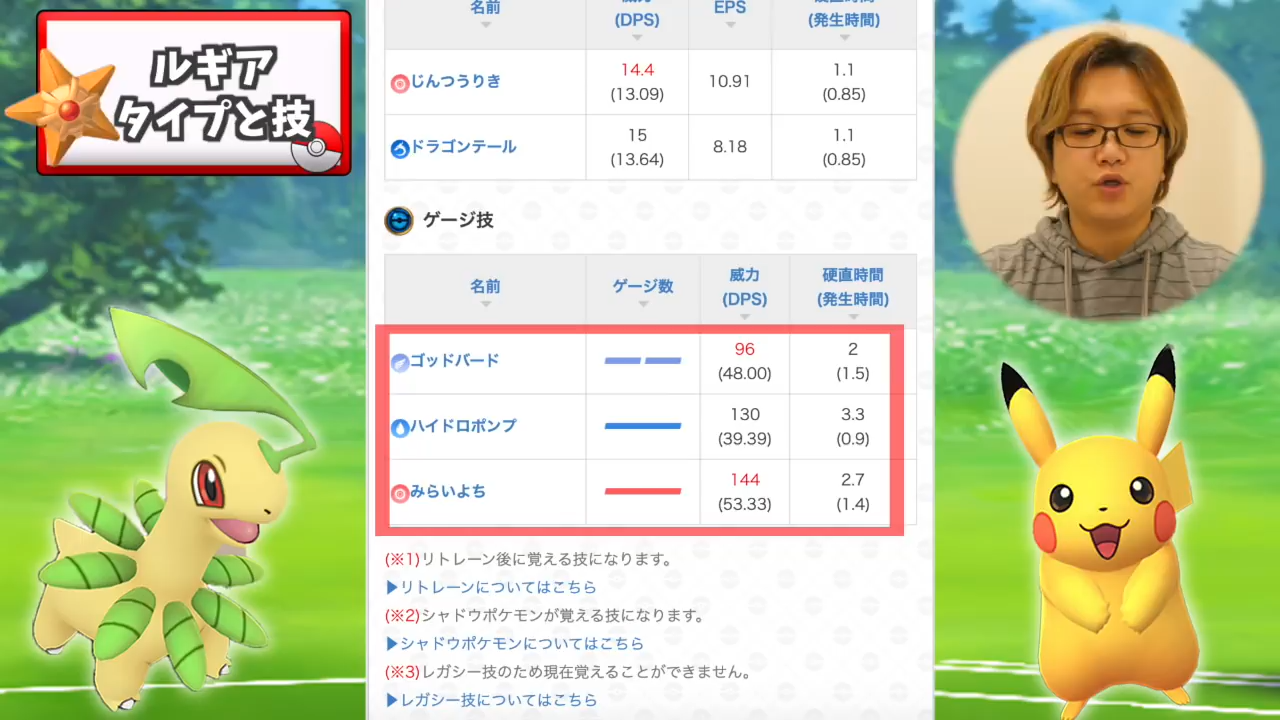 ルギア
タイプと技
名前
(DPS)
EPS
(発生時間)
じんつうりき
14.4
(13.09)
10.91
1.1
(0.85)
ドラゴンテール
15
(13.64)
8.18
1.1
(0.85)
ゲージ技
名前
ゲージ数
威力
(DPS)
硬直時間
(発生時間)
ゴッドバード
96
(48.00)
2
(1.5)
ハイドロポンプ
130
(39.39)
3.3
(0.9)
みらいよち
144
(53.33)
2.7
(1.4)
(※1)リトレーン後に覚える技になります。
▶リトレーンについてはこちら
(※2)シャドウポケモンが覚える技になります。
▶シャドウポケモンについてはこちら
(※3)レガシー技のため現在覚えることができません。
▶レガシー技についてはこちら